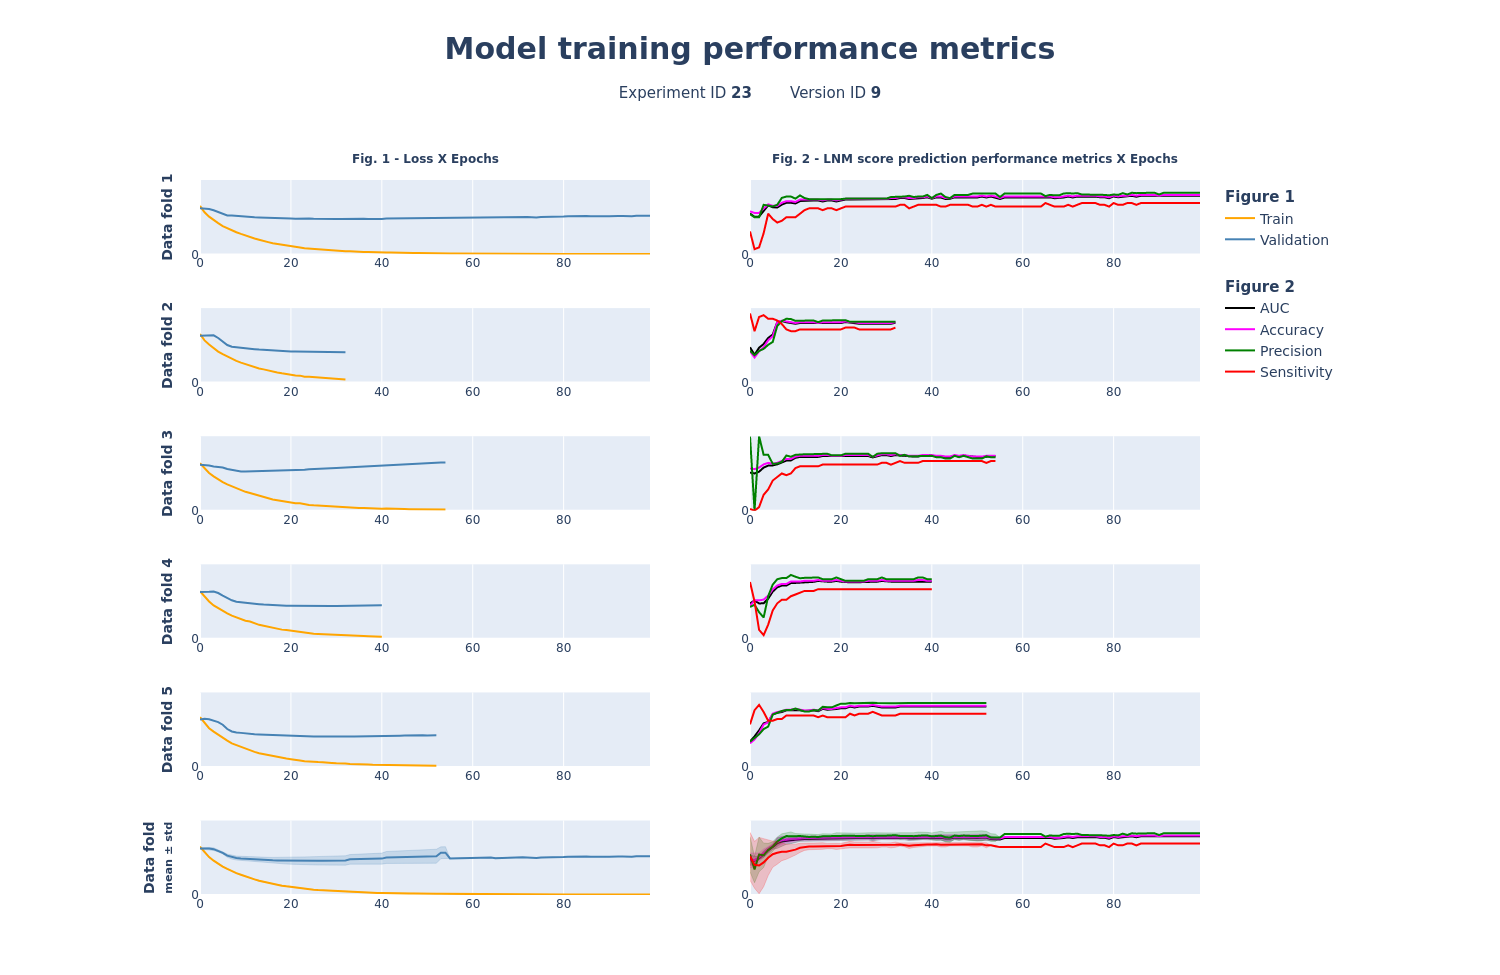 Model training performance metrics
Experiment ID 23 Version ID 9
Fig. 1 - Loss X Epochs
Fig. 2 - LNM score prediction performance metrics X Epochs
Data fold 1
0
0 20 40 60 80
0
0 20 40 60 80
Data fold 2
0
0 20 40 60 80
0
0 20 40 60 80
Data fold 3
0
0 20 40 60 80
0
0 20 40 60 80
Data fold 4
0
0 20 40 60 80
0
0 20 40 60 80
Data fold 5
0
0 20 40 60 80
0
0 20 40 60 80
Data fold
mean ± std
0
0 20 40 60 80
0
0 20 40 60 80
Figure 1
Train
Validation
Figure 2
AUC
Accuracy
Precision
Sensitivity